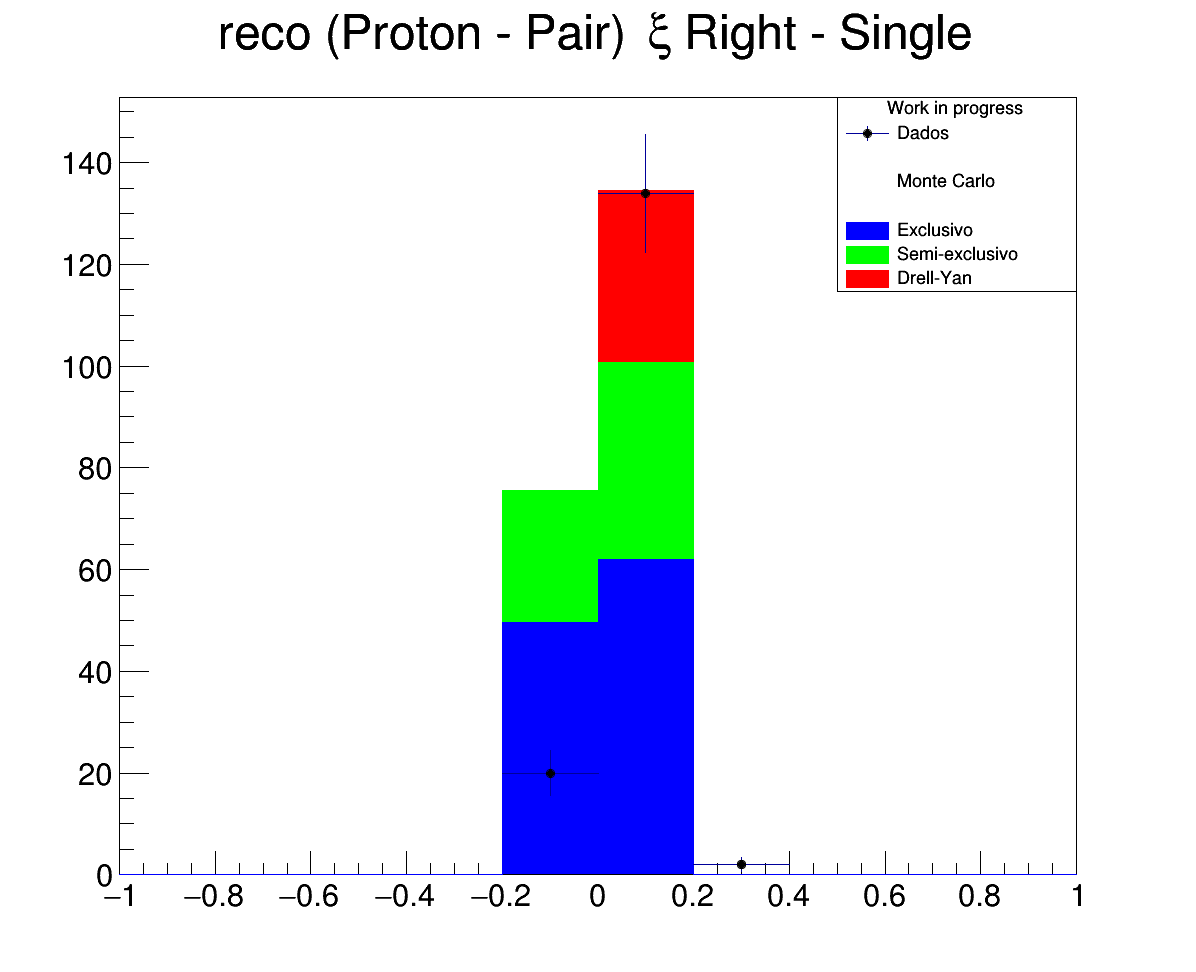 reco (Proton - Pair) ξ Right - Single
Work in progress
Dados
Monte Carlo
Exclusivo
Semi-exclusivo
Drell-Yan
140
120
100
80
60
40
20
0
−1 −0.8 −0.6 −0.4 −0.2 0 0.2 0.4 0.6 0.8 1